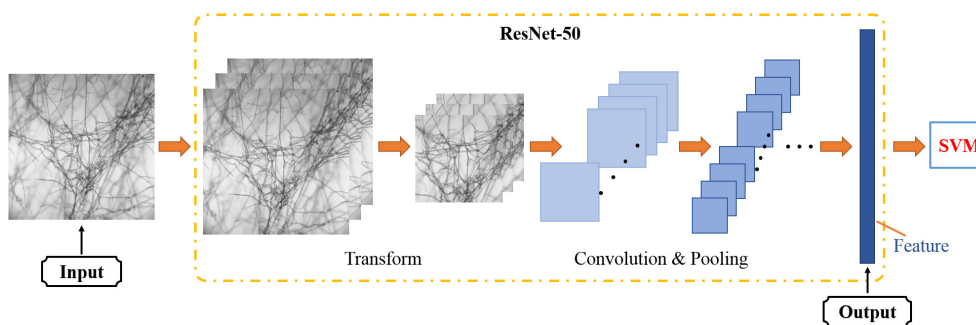 ResNet-50
SVM
Feature
Transform
Convolution & Pooling
Input
Output